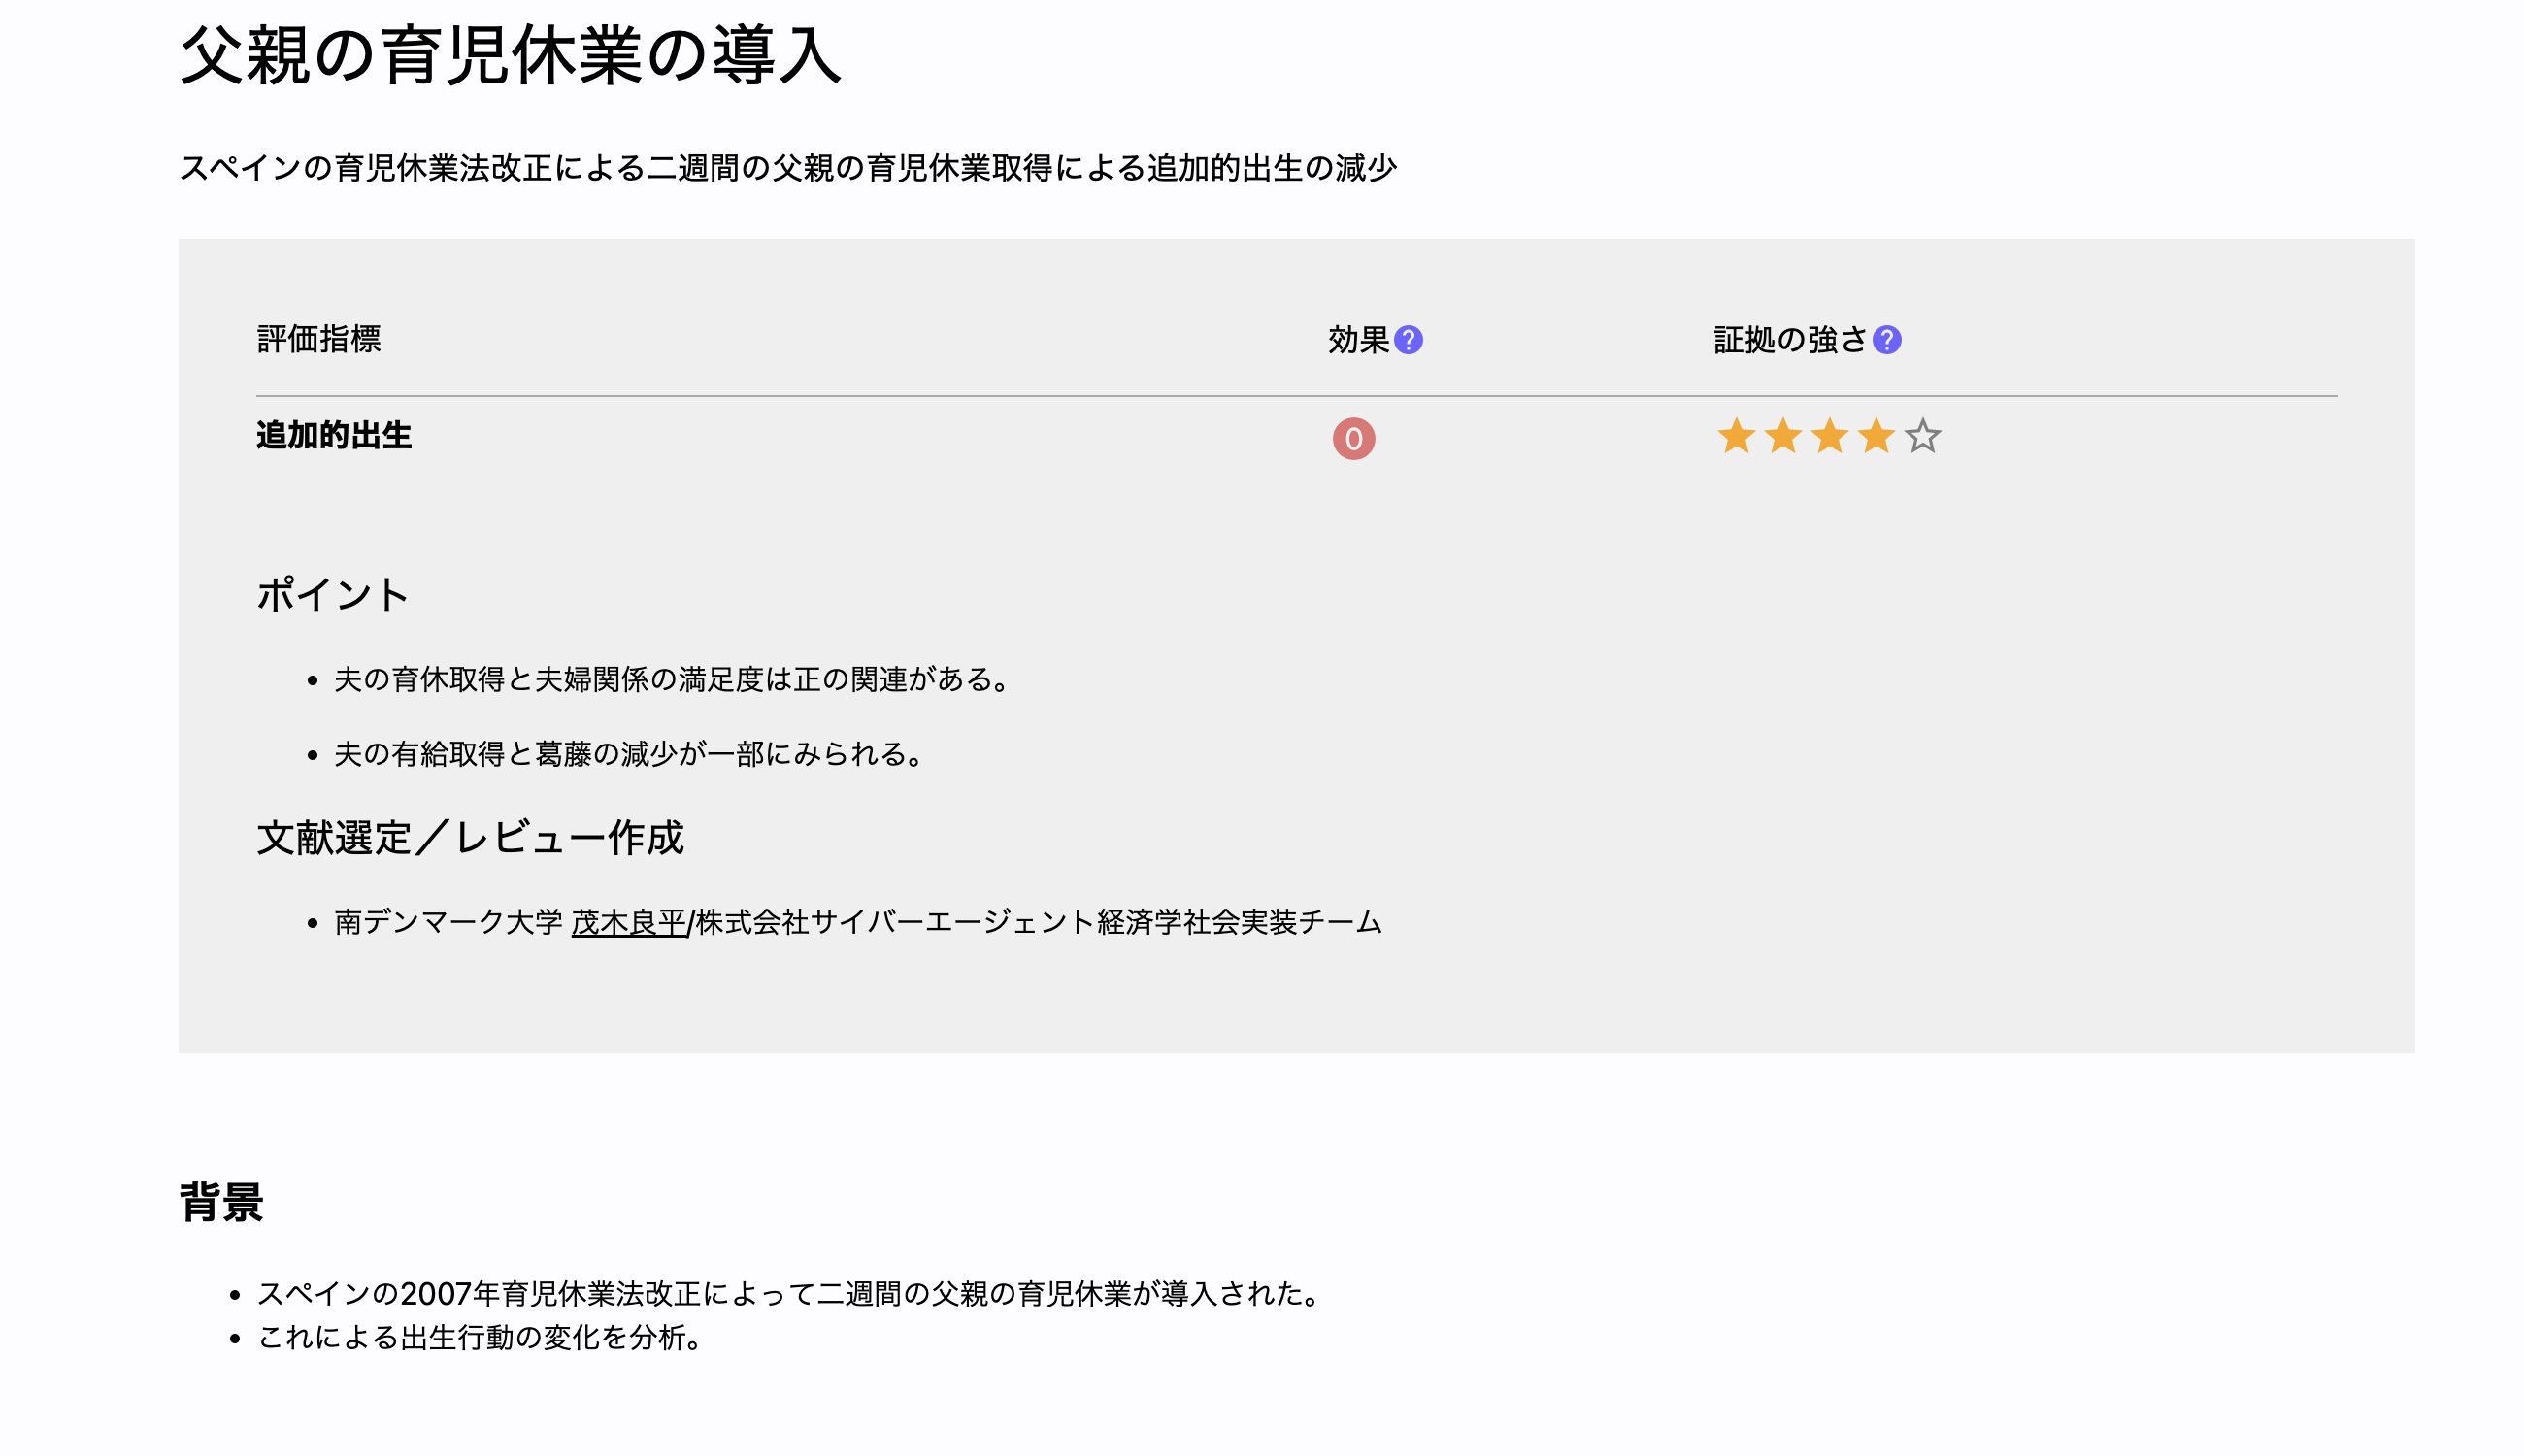 父親の育児休業の導入
スペインの育児休業法改正による二週間の父親の育児休業取得による追加的出生の減少
評価指標 効果? 証拠の強さ?
追加的出生 0
ポイント
• 夫の育休取得と夫婦関係の満足度は正の関連がある。
• 夫の有給取得と葛藤の減少が一部にみられる。
文献選定／レビュー作成
• 南デンマーク大学 茂木良平/株式会社サイバーエージェント経済学社会実装チーム
背景
• スペインの2007年育児休業法改正によって二週間の父親の育児休業が導入された。
• これによる出生行動の変化を分析。